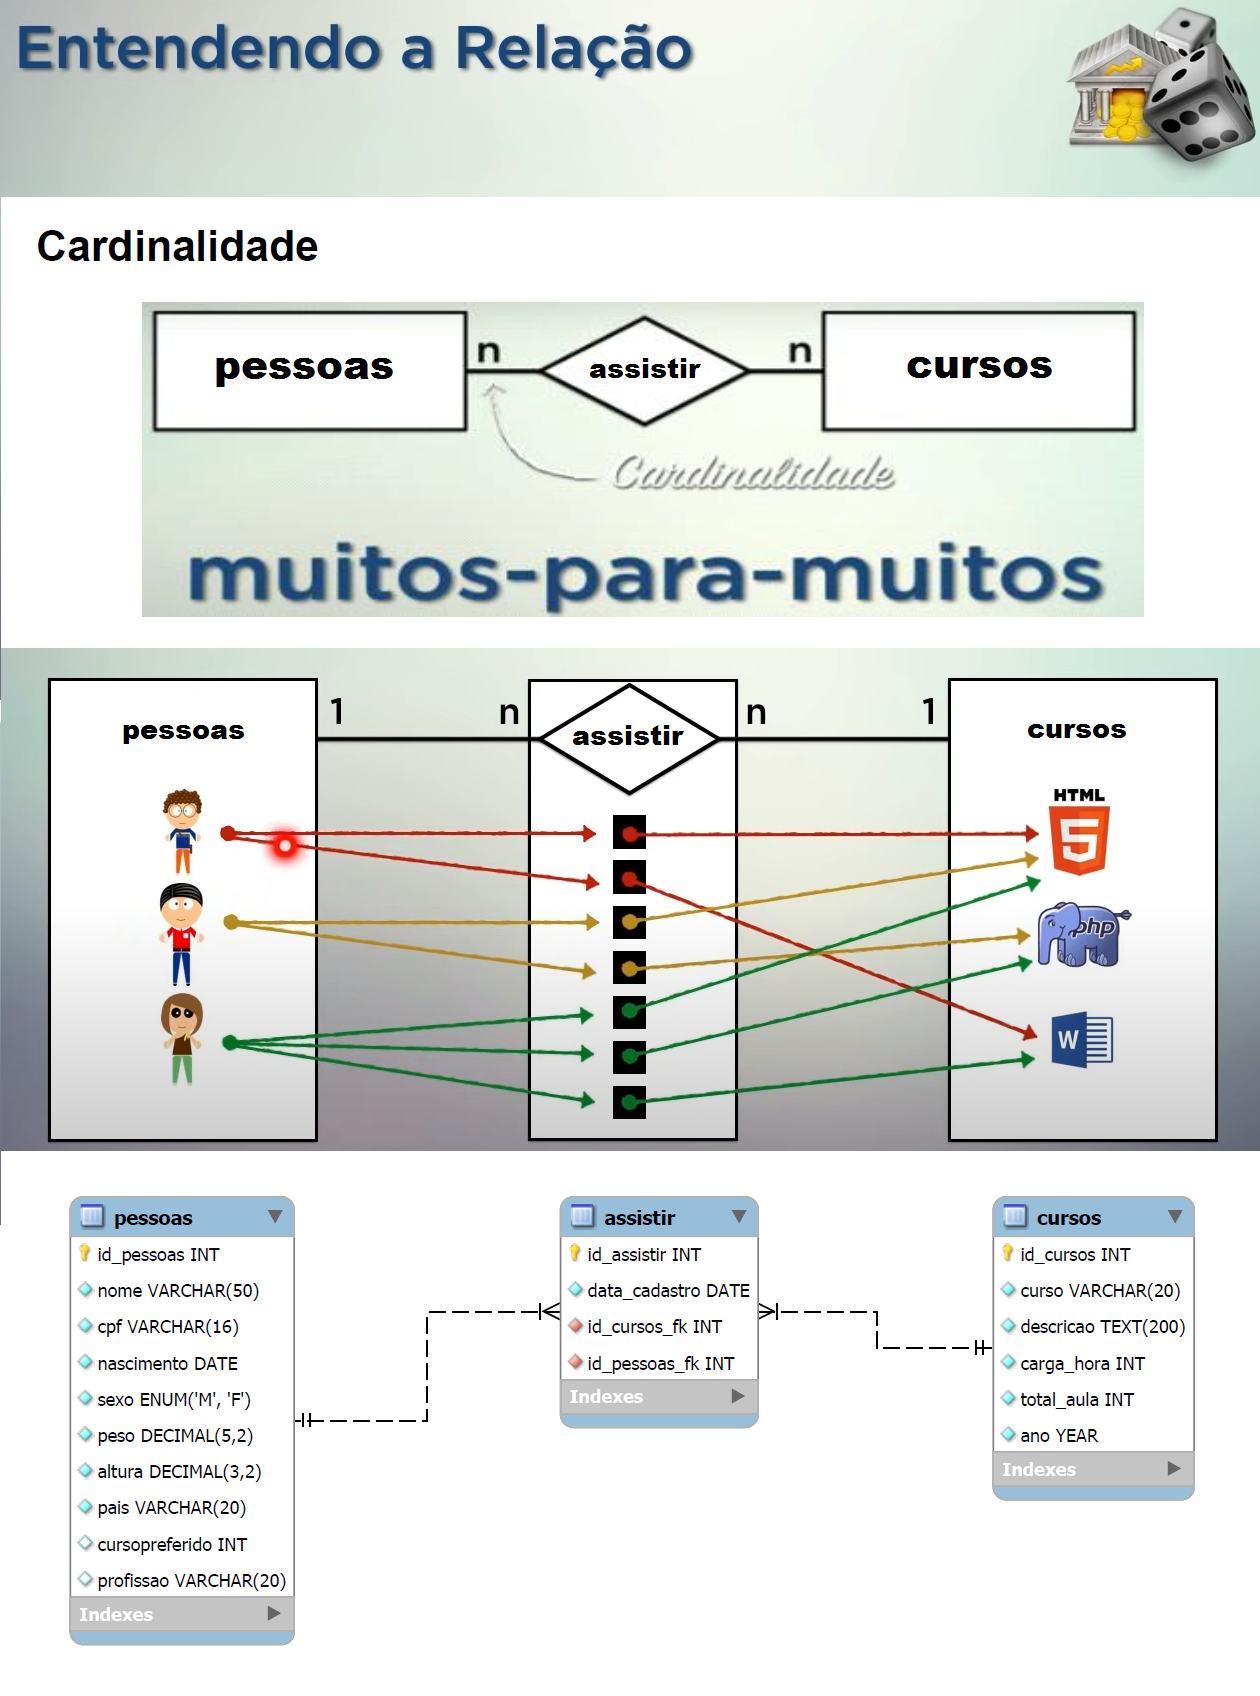 Entendendo a Relação
Cardinalidade
pessoas
n
assistir
n
cursos
Cardinalidade
muitos-para-muitos
pessoas
1
n
assistir
n
1
cursos
HTML
5
php
W
pessoas
id_pessoas INT
nome VARCHAR(50)
cpf VARCHAR(16)
nascimento DATE
sexo ENUM('M', 'F')
peso DECIMAL(5,2)
altura DECIMAL(3,2)
pais VARCHAR(20)
cursopreferido INT
profissao VARCHAR(20)
Indexes
assistir
id_assistir INT
data_cadastro DATE
id_cursos_fk INT
id_pessoas_fk INT
Indexes
cursos
id_cursos INT
curso VARCHAR(20)
descricao TEXT(200)
carga_hora INT
total_aula INT
ano YEAR
Indexes